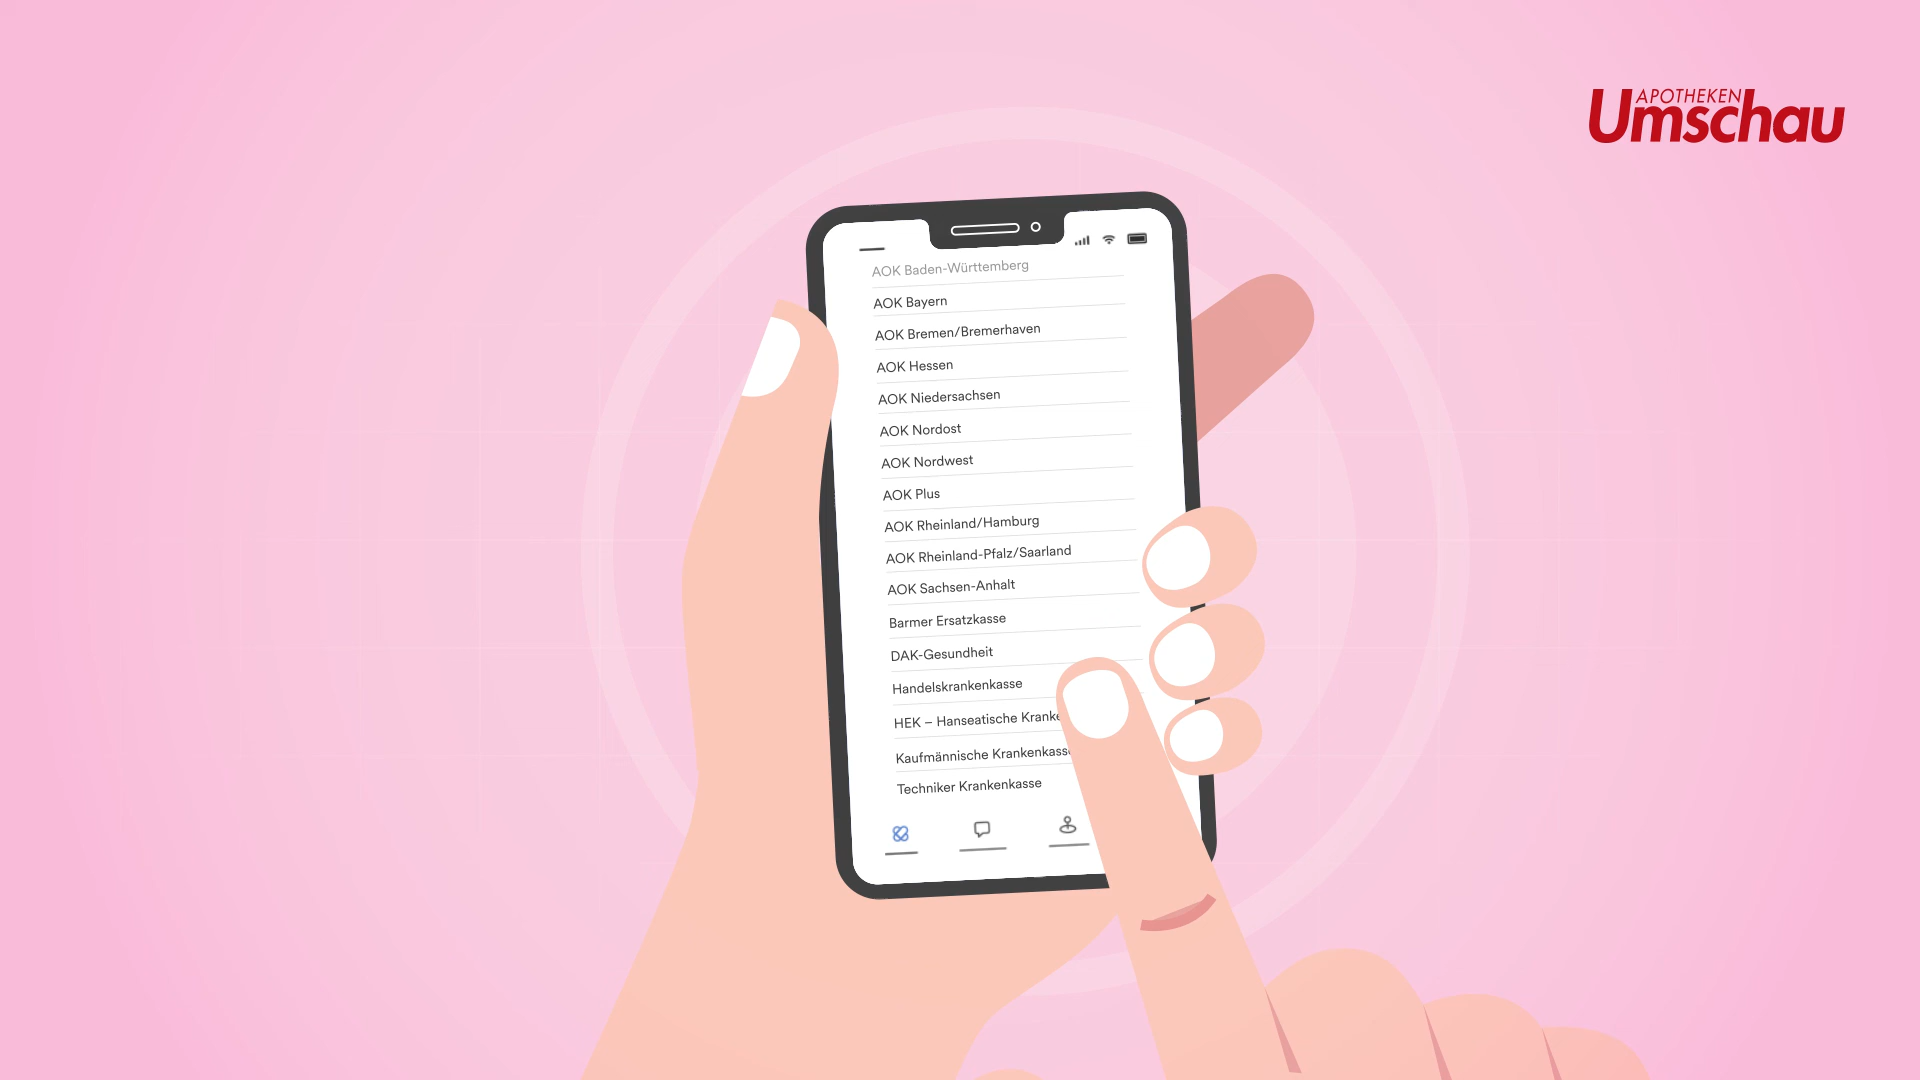 APOTHEKEN
Umschau
AOK Baden-Württemberg
AOK Bayern
AOK Bremen/Bremerhaven
AOK Hessen
AOK Niedersachsen
AOK Nordost
AOK Nordwest
AOK Plus
AOK Rheinland/Hamburg
AOK Rheinland-Pfalz/Saarland
AOK Sachsen-Anhalt
Barmer Ersatzkasse
DAK-Gesundheit
Handelskrankenkasse
HEK – Hanseatische Kranke
Kaufmännische Krankenkasse
Techniker Krankenkasse